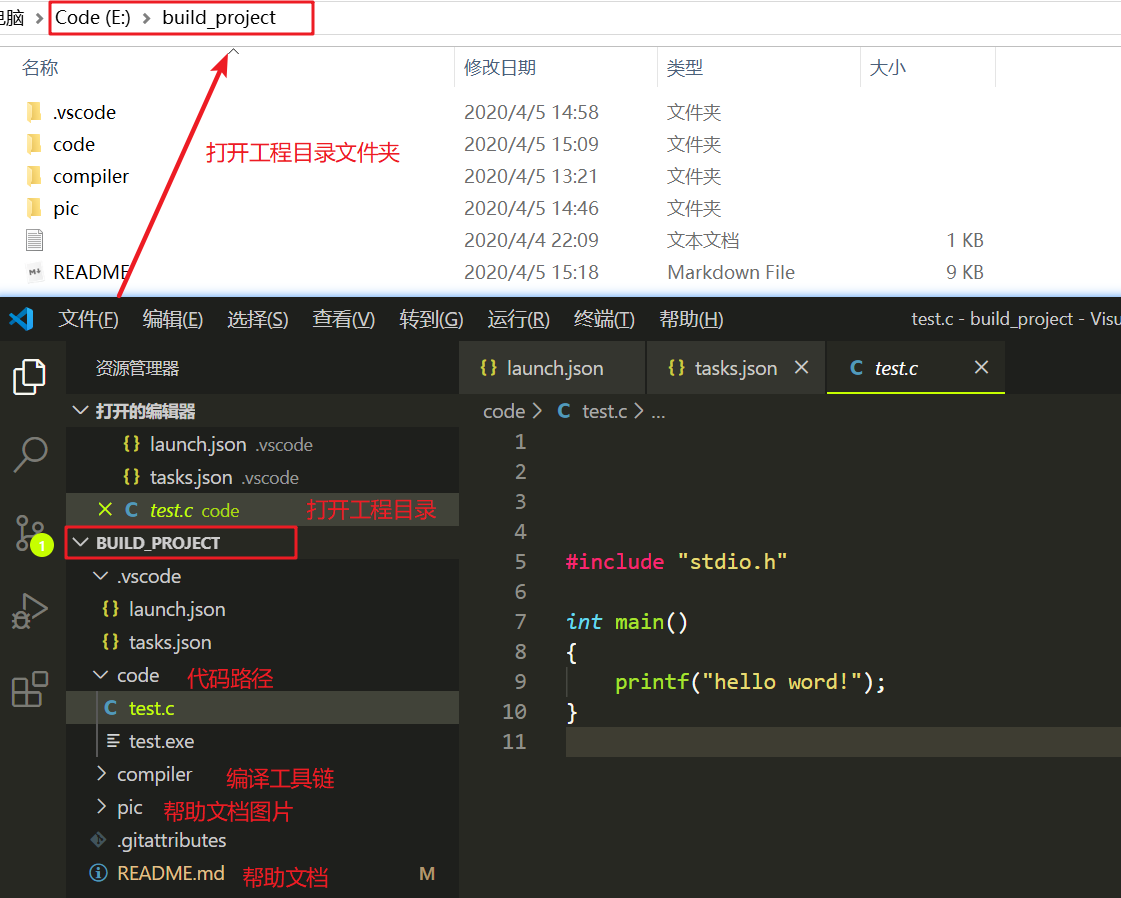 电脑 > Code (E:) > build_project
名称 修改日期 类型 大小
.vscode 2020/4/5 14:58 文件夹
code 2020/4/5 15:09 文件夹
打开工程目录文件夹
compiler 2020/4/5 13:21 文件夹
pic 2020/4/5 14:46 文件夹
2020/4/4 22:09 文本文档 1 KB
README 2020/4/5 15:18 Markdown File 9 KB
文件(F) 编辑(E) 选择(S) 查看(V) 转到(G) 运行(R) 终端(T) 帮助(H) test.c - build_project - Visu
资源管理器
打开的编辑器
{} launch.json .vscode
{} tasks.json .vscode
C test.c code 打开工程目录
1
BUILD_PROJECT
.vscode
{} launch.json
{} tasks.json
code 代码路径
C test.c
test.exe
compiler 编译工具链
pic 帮助文档图片
.gitattributes
README.md 帮助文档 M
{} launch.json {} tasks.json C test.c
code > C test.c > ...
1
2
3
4
5 #include "stdio.h"
6
7 int main()
8 {
9 printf("hello word!");
10 }
11